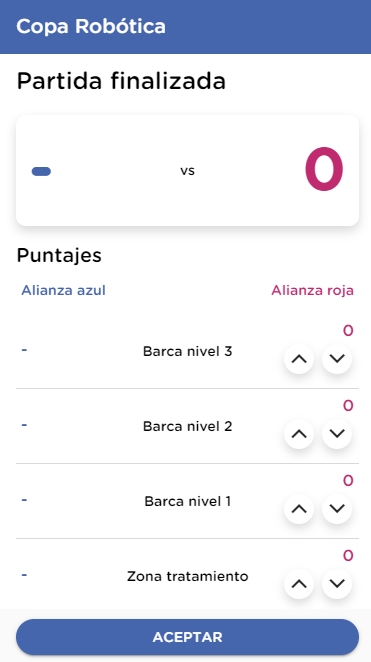 Copa Robótica
Partida finalizada
- vs 0
Puntajes
Alianza azul Alianza roja
0
- Barca nivel 3
0
- Barca nivel 2
0
- Barca nivel 1
0
- Zona tratamiento
ACEPTAR